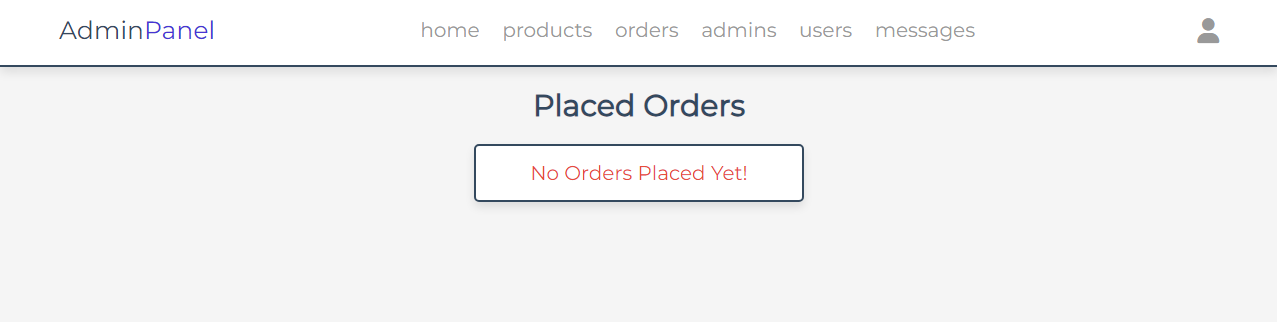 AdminPanel home products orders admins users messages
Placed Orders
No Orders Placed Yet!